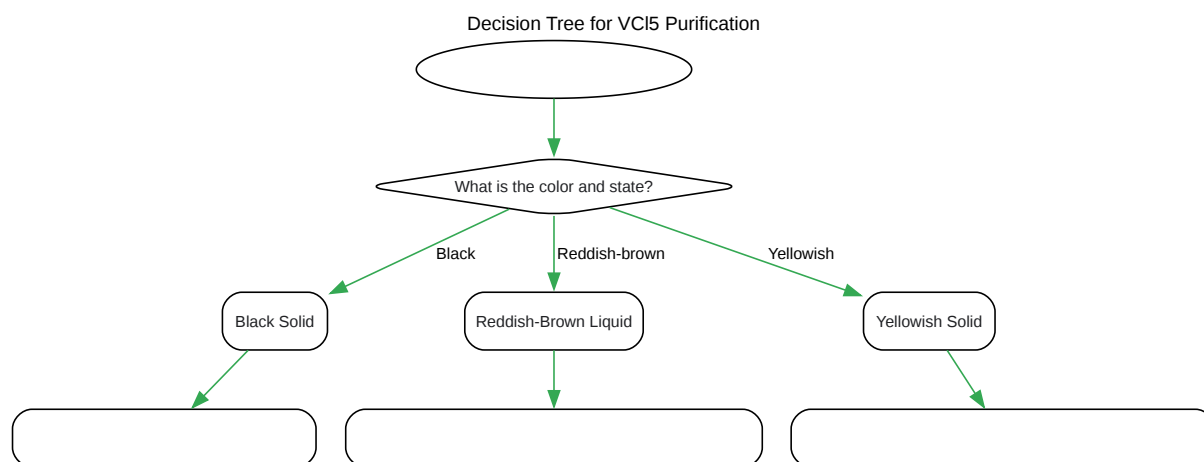 Decision Tree for VCl5 Purification
What is the color and state?
Black
Reddish-brown
Yellowish
Black Solid
Reddish-Brown Liquid
Yellowish Solid